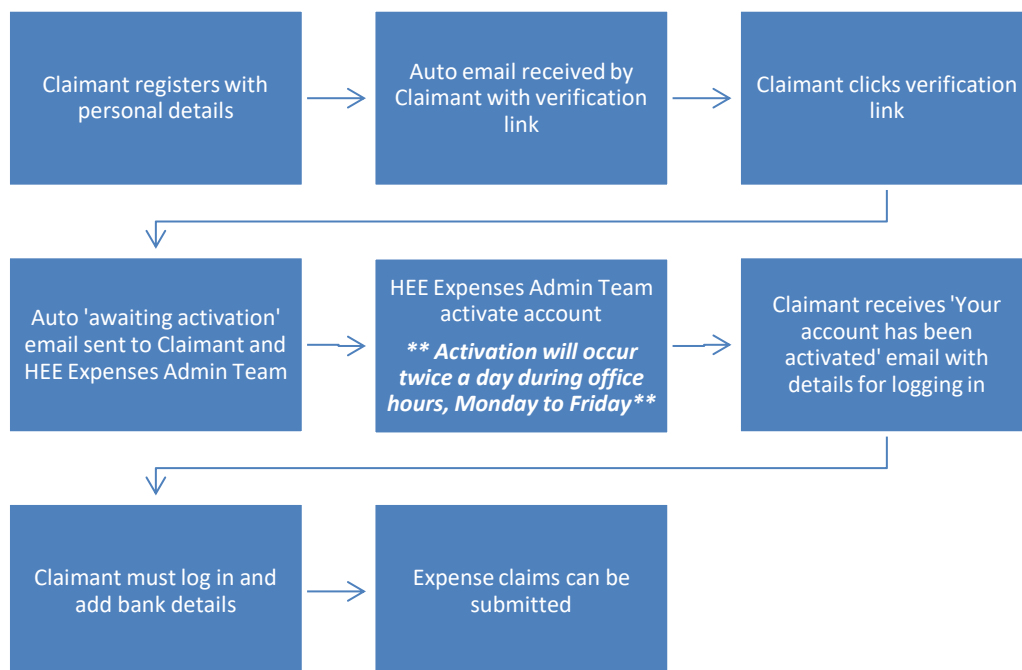 Claimant registers with
personal details
Auto email received by
Claimant with verification
link
Claimant clicks verification
link
Auto 'awaiting activation'
email sent to Claimant and
HEE Expenses Admin Team
HEE Expenses Admin Team
activate account
** Activation will occur
twice a day during office
hours, Monday to Friday**
Claimant receives 'Your
account has been
activated' email with
details for logging in
Claimant must log in and
add bank details
Expense claims can be
submitted